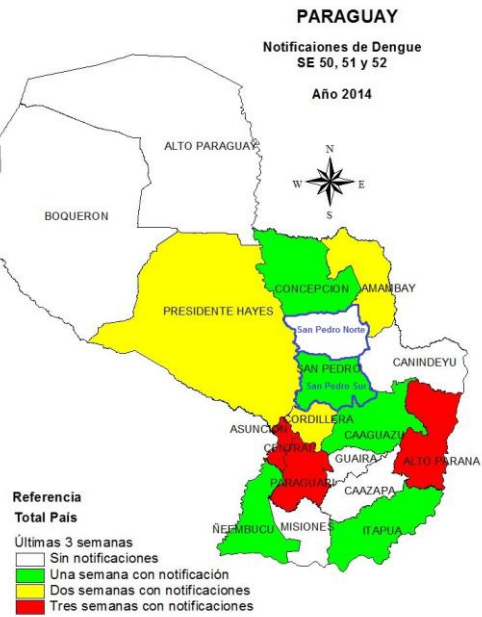 PARAGUAY
Notificaiones de Dengue
SE 50, 51 y 52
Año 2014
N
W E
S
ALTO PARAGUAY
BOQUERON
CONCEPCION
AMAMBAY
PRESIDENTE HAYES
San Pedro Norte
CANINDEYU
SAN PEDRO
San Pedro Sur
CORDILLERA
ASUNCION
CAAGUAZU
CENTRAL
GUAIRA
ALTO PARANA
PARAGUARI
CAAZAPA
ÑEEMBUCU
MISIONES
ITAPUA
Referencia
Total País
Últimas 3 semanas
Sin notificaciones
Una semana con notificación
Dos semanas con notificaciones
Tres semanas con notificaciones